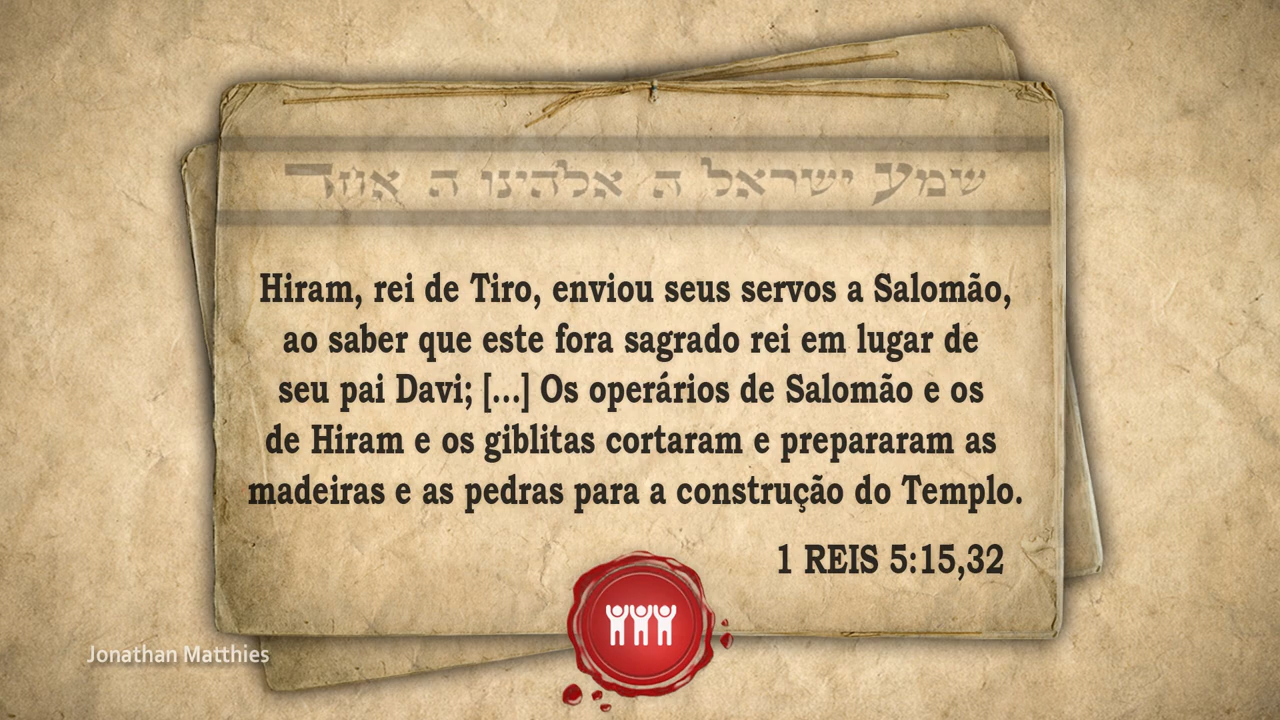 שמע ישראל ה אלהינו ה אחד
Hiram, rei de Tiro, enviou seus servos a Salomão,
ao saber que este fora sagrado rei em lugar de
seu pai Davi; [...] Os operários de Salomão e os
de Hiram e os giblitas cortaram e prepararam as
madeiras e as pedras para a construção do Templo.
1 REIS 5:15,32
Jonathan Matthies